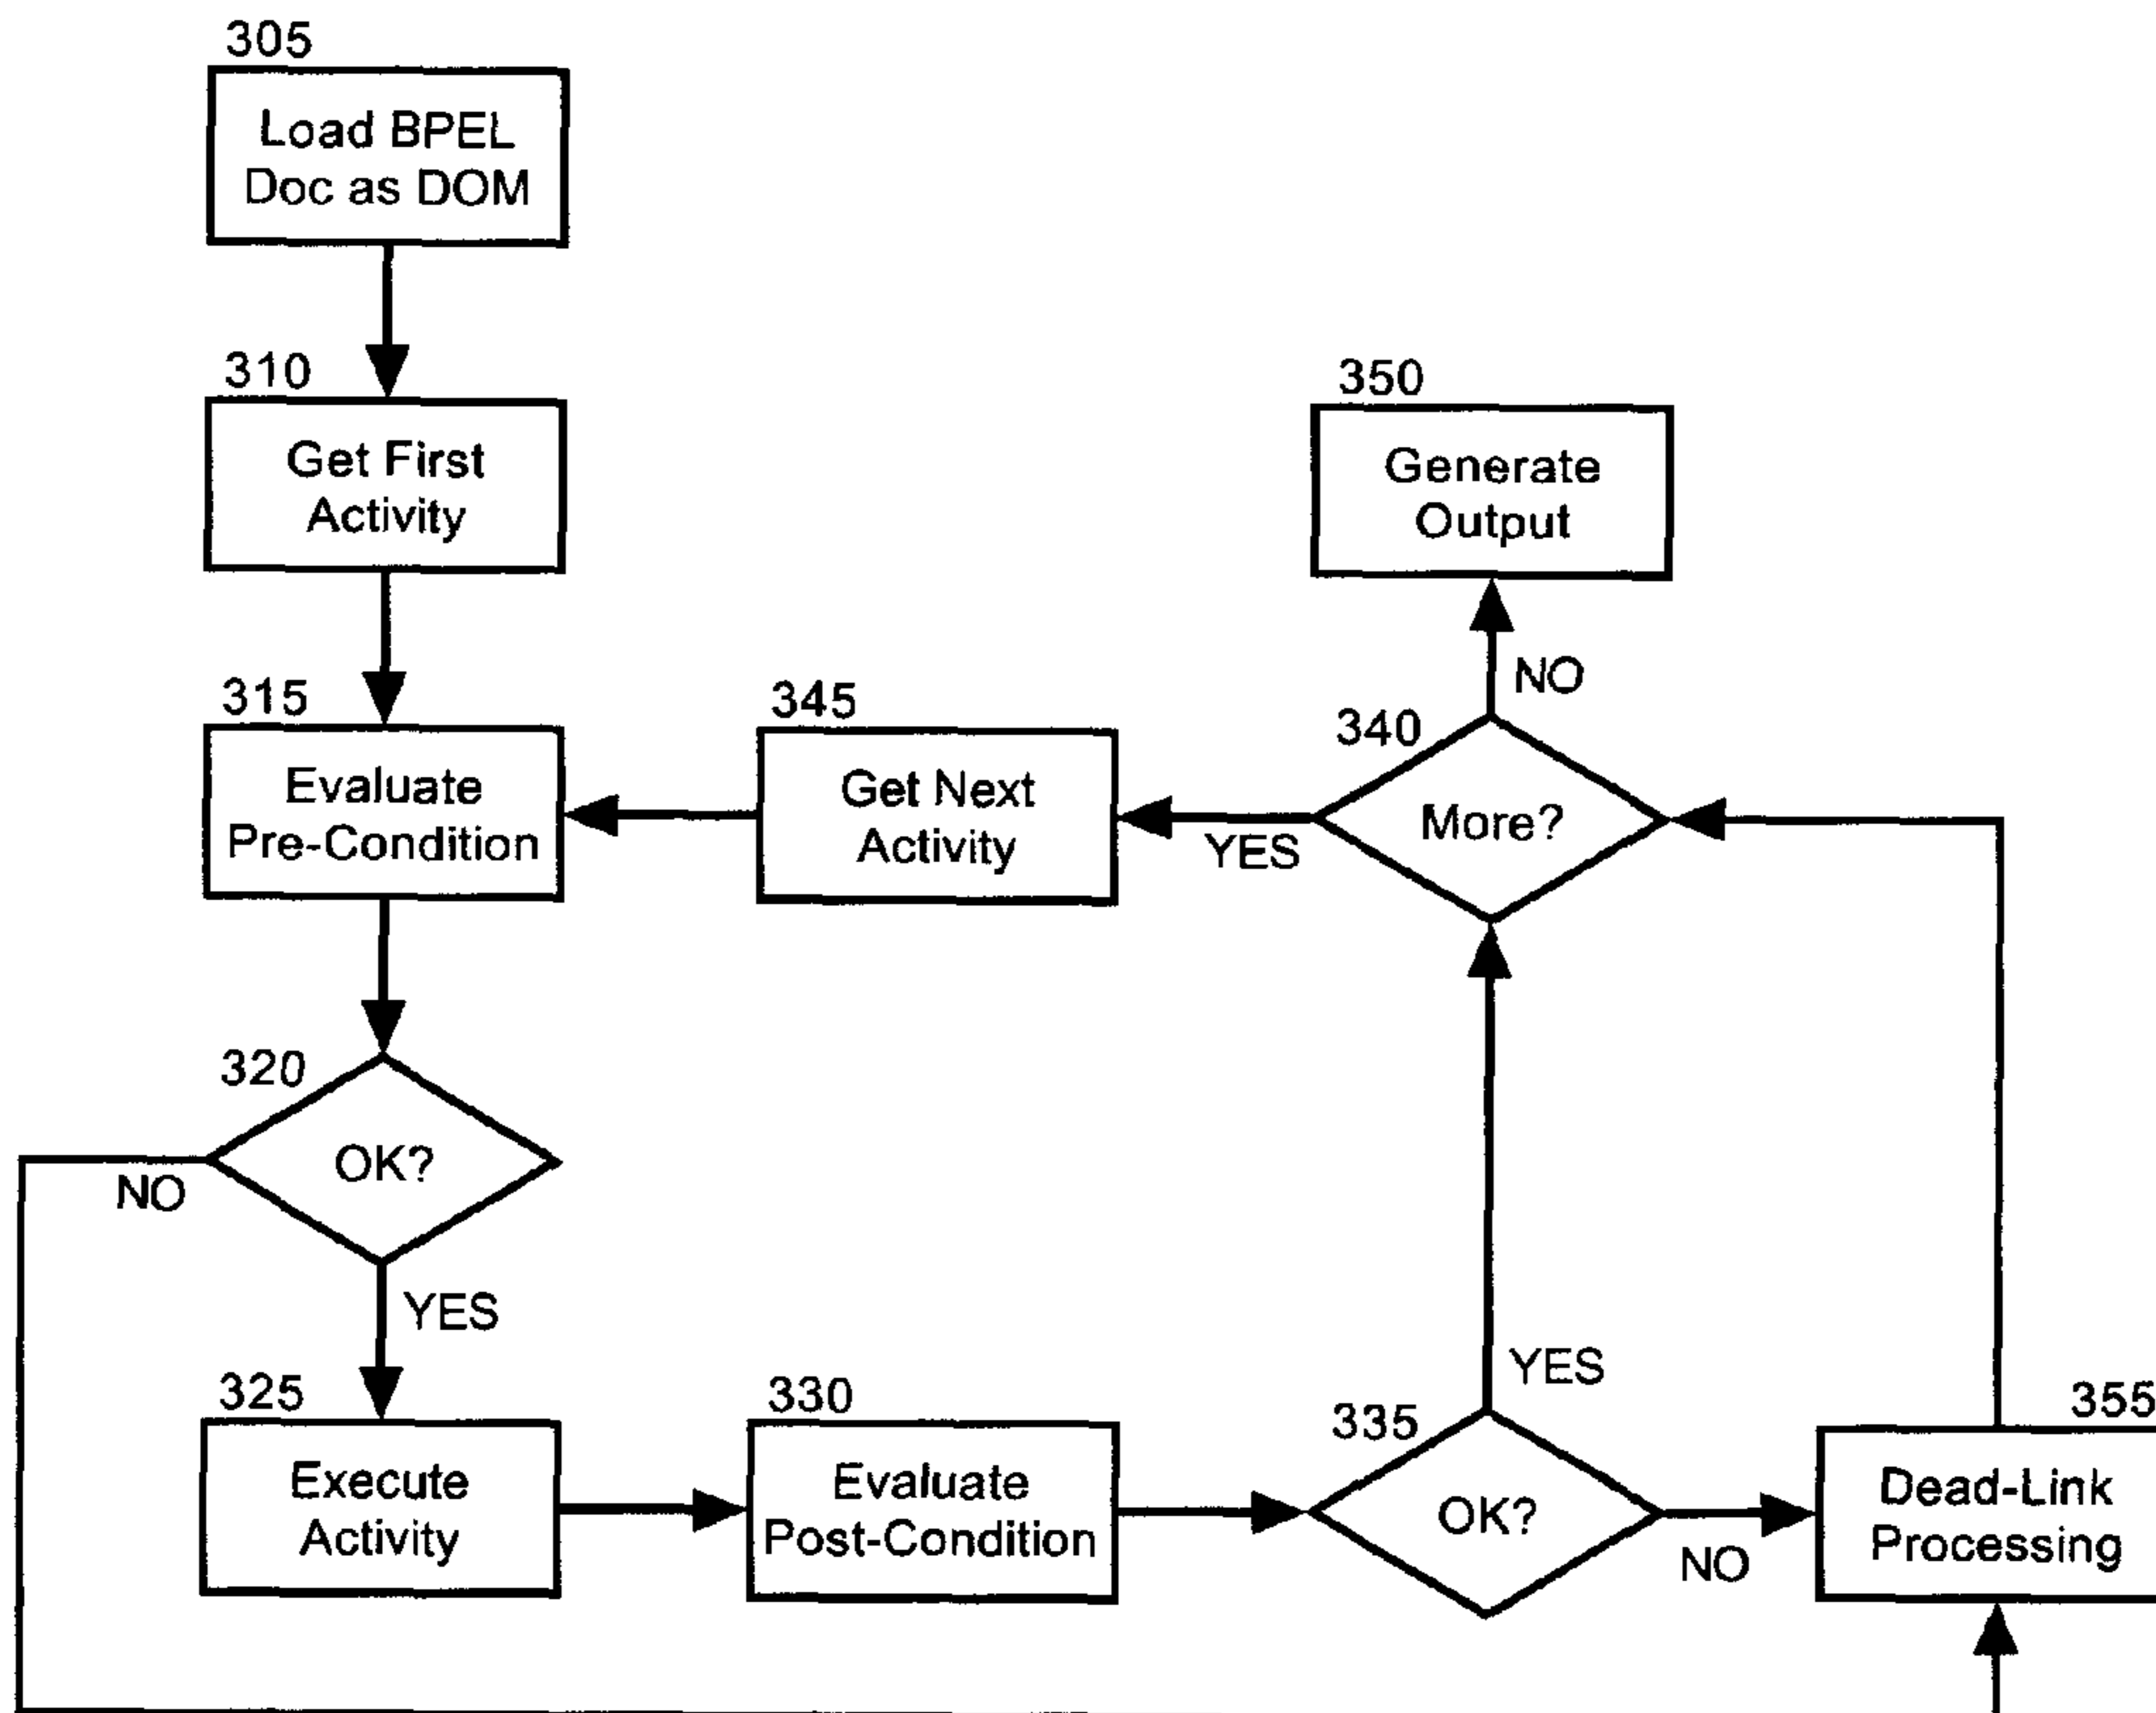 305
Load BPEL
Doc as DOM
310
Get First
Activity
350
Generate
Output
NO
315
Evaluate
Pre-Condition
345
Get Next
Activity
YES
340
More?
320
OK?
NO
YES
325
Execute
Activity
330
Evaluate
Post-Condition
335
OK?
YES
NO
355
Dead-Link
Processing